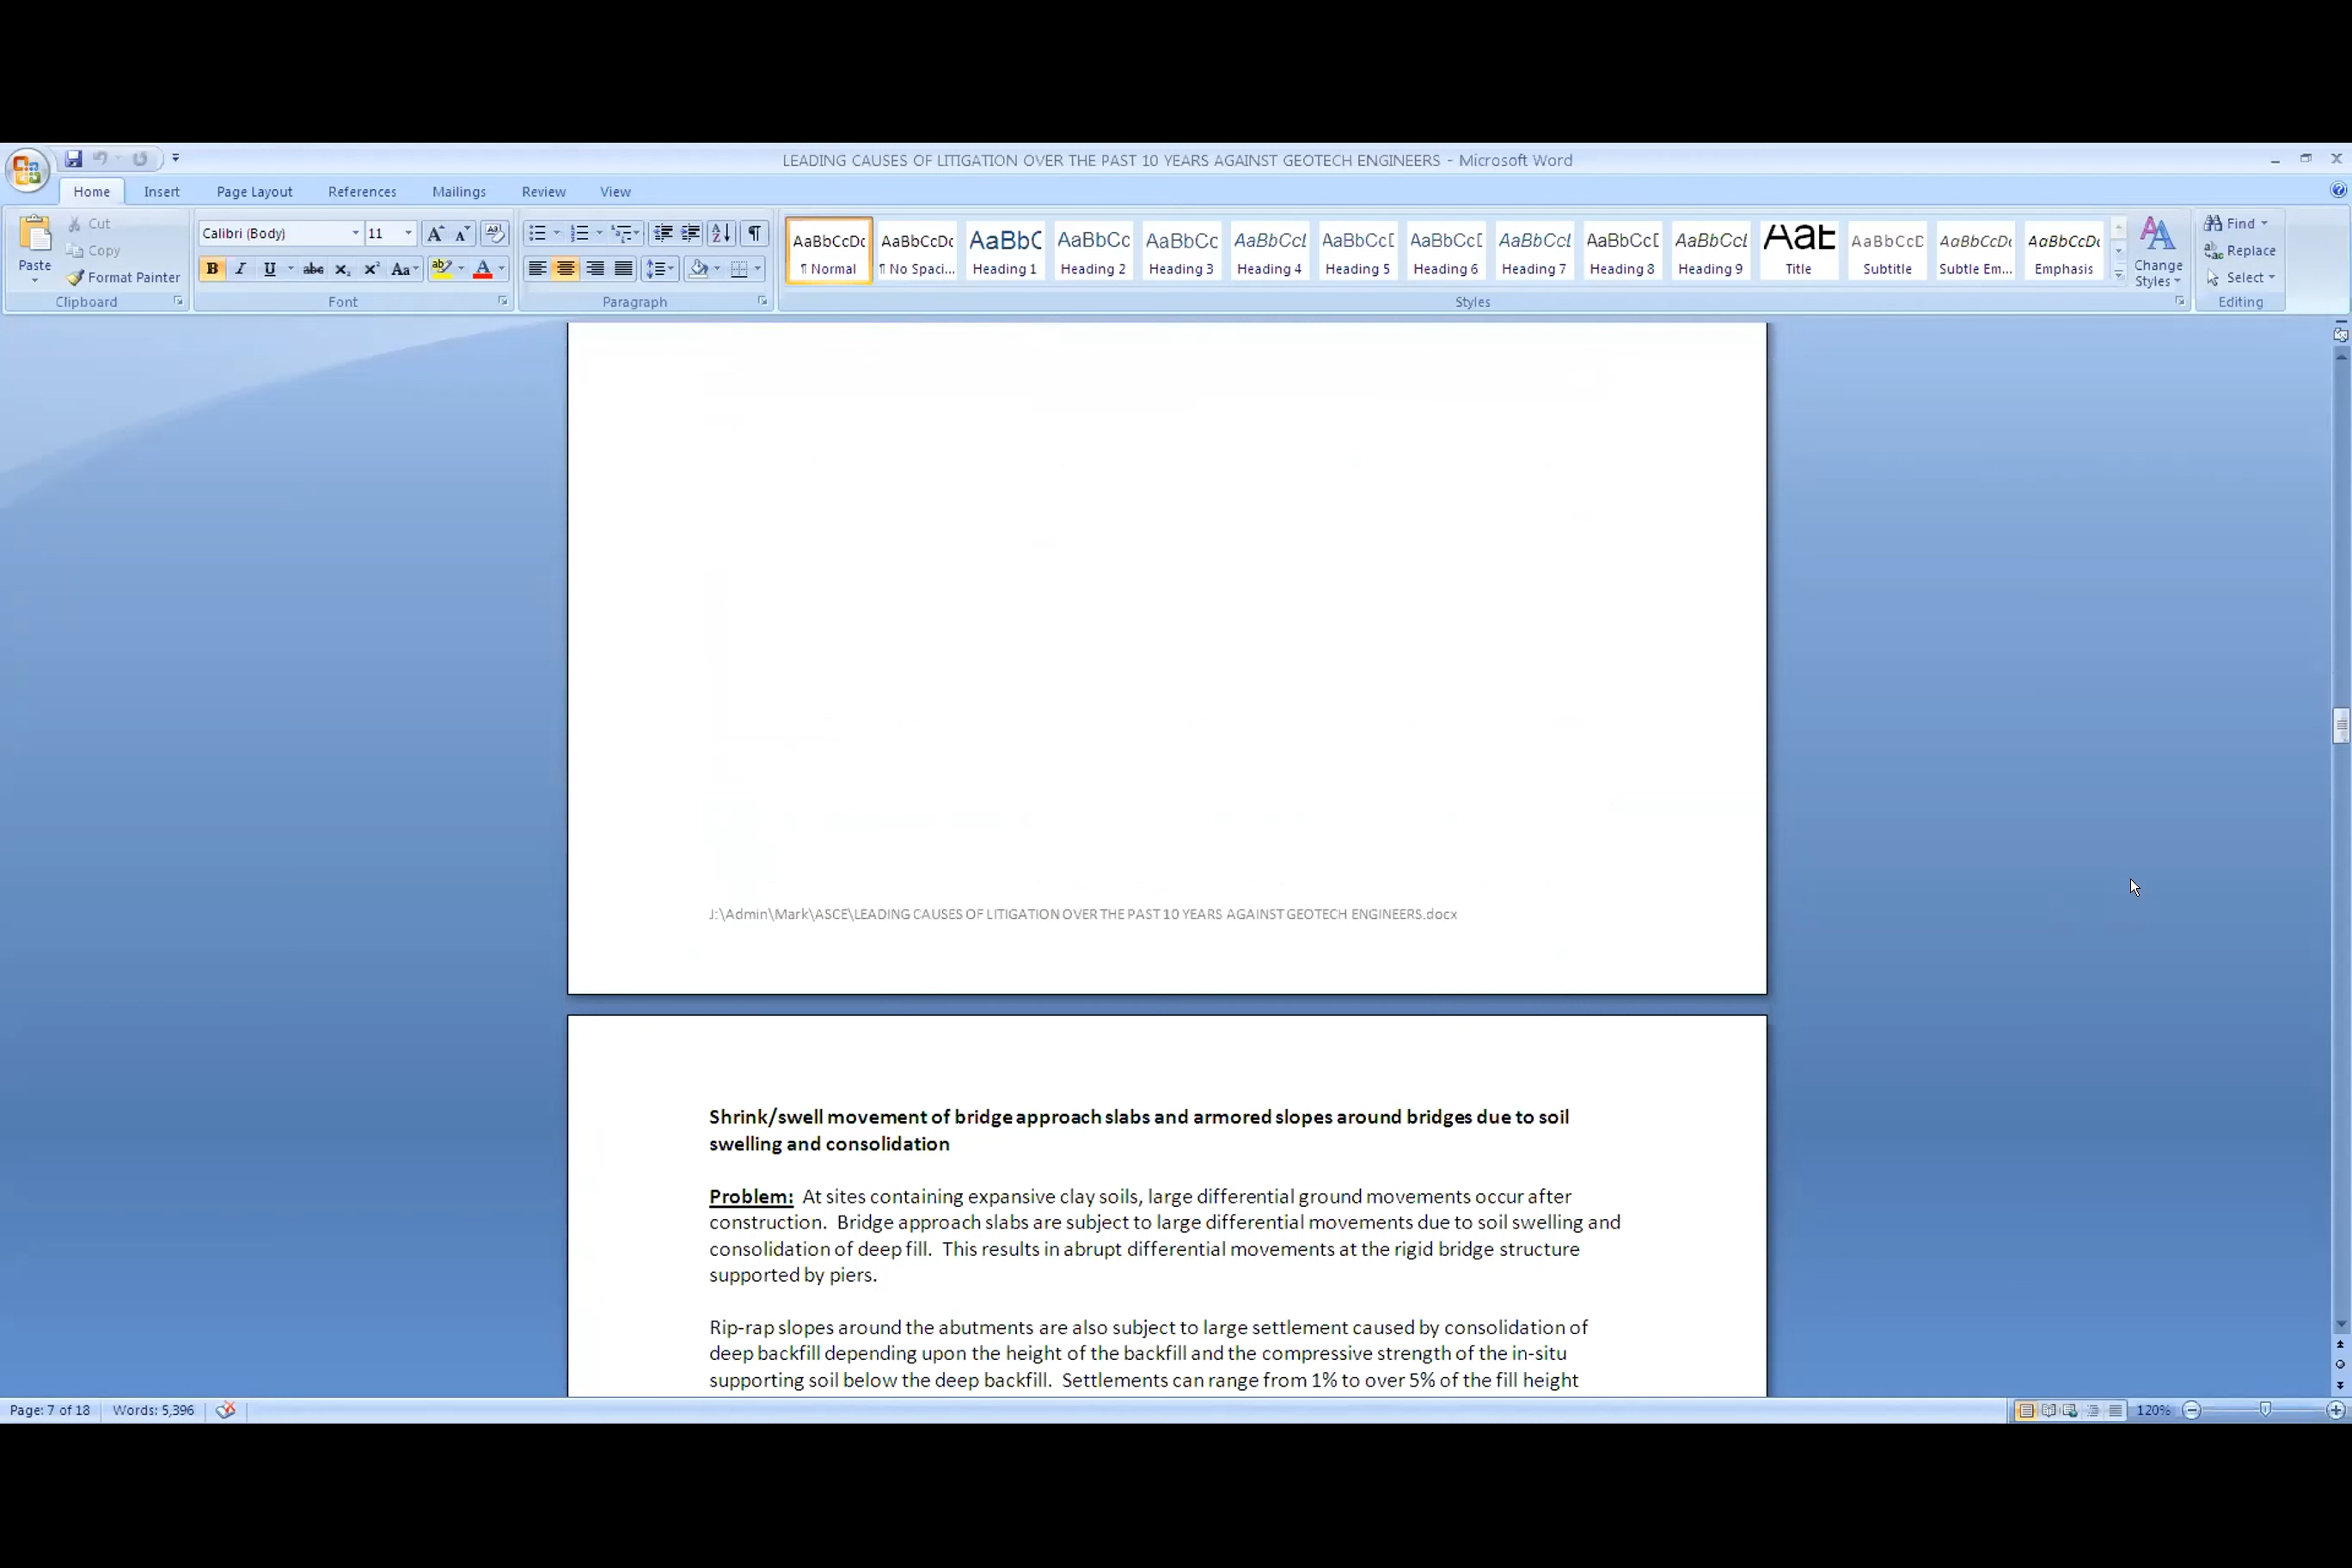 LEADING CAUSES OF LITIGATION OVER THE PAST 10 YEARS AGAINST GEOTECH ENGINEERS - Microsoft Word
Home Insert Page Layout References Mailings Review View
Paste
Cut
Copy
Format Painter
Clipboard
Calibri (Body) 11
Font
Paragraph
AaBbCcDc AaBbCcDc AaBbC AaBbCc AaBbCc AaBbCcI AaBbCcD AaBbCcD AaBbCcI AaBbCcD AaBbCcI AaB AaBbCcD AaBbCcDc AaBbCcDc
¶ Normal ¶ No Spaci... Heading 1 Heading 2 Heading 3 Heading 4 Heading 5 Heading 6 Heading 7 Heading 8 Heading 9 Title Subtitle Subtle Em... Emphasis
Styles
Change
Styles
Find
Replace
Select
Editing
J:\Admin\Mark\ASCE\LEADING CAUSES OF LITIGATION OVER THE PAST 10 YEARS AGAINST GEOTECH ENGINEERS.docx
Shrink/swell movement of bridge approach slabs and armored slopes around bridges due to soil
swelling and consolidation
Problem: At sites containing expansive clay soils, large differential ground movements occur after
construction. Bridge approach slabs are subject to large differential movements due to soil swelling and
consolidation of deep fill. This results in abrupt differential movements at the rigid bridge structure
supported by piers.
Rip-rap slopes around the abutments are also subject to large settlement caused by consolidation of
deep backfill depending upon the height of the backfill and the compressive strength of the in-situ
supporting soil below the deep backfill. Settlements can range from 1% to over 5% of the fill height
Page: 7 of 18 Words: 5,396 120%